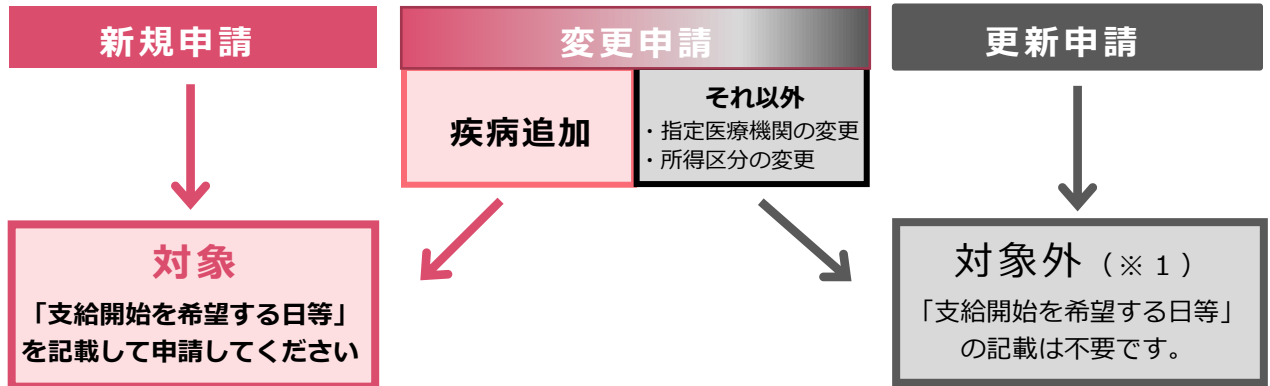 新規申請
変更申請
更新申請
疾病追加
それ以外
・指定医療機関の変更
・所得区分の変更
対象
「支給開始を希望する日等」
を記載して申請してください
対象外（※１）
「支給開始を希望する日等」
の記載は不要です。